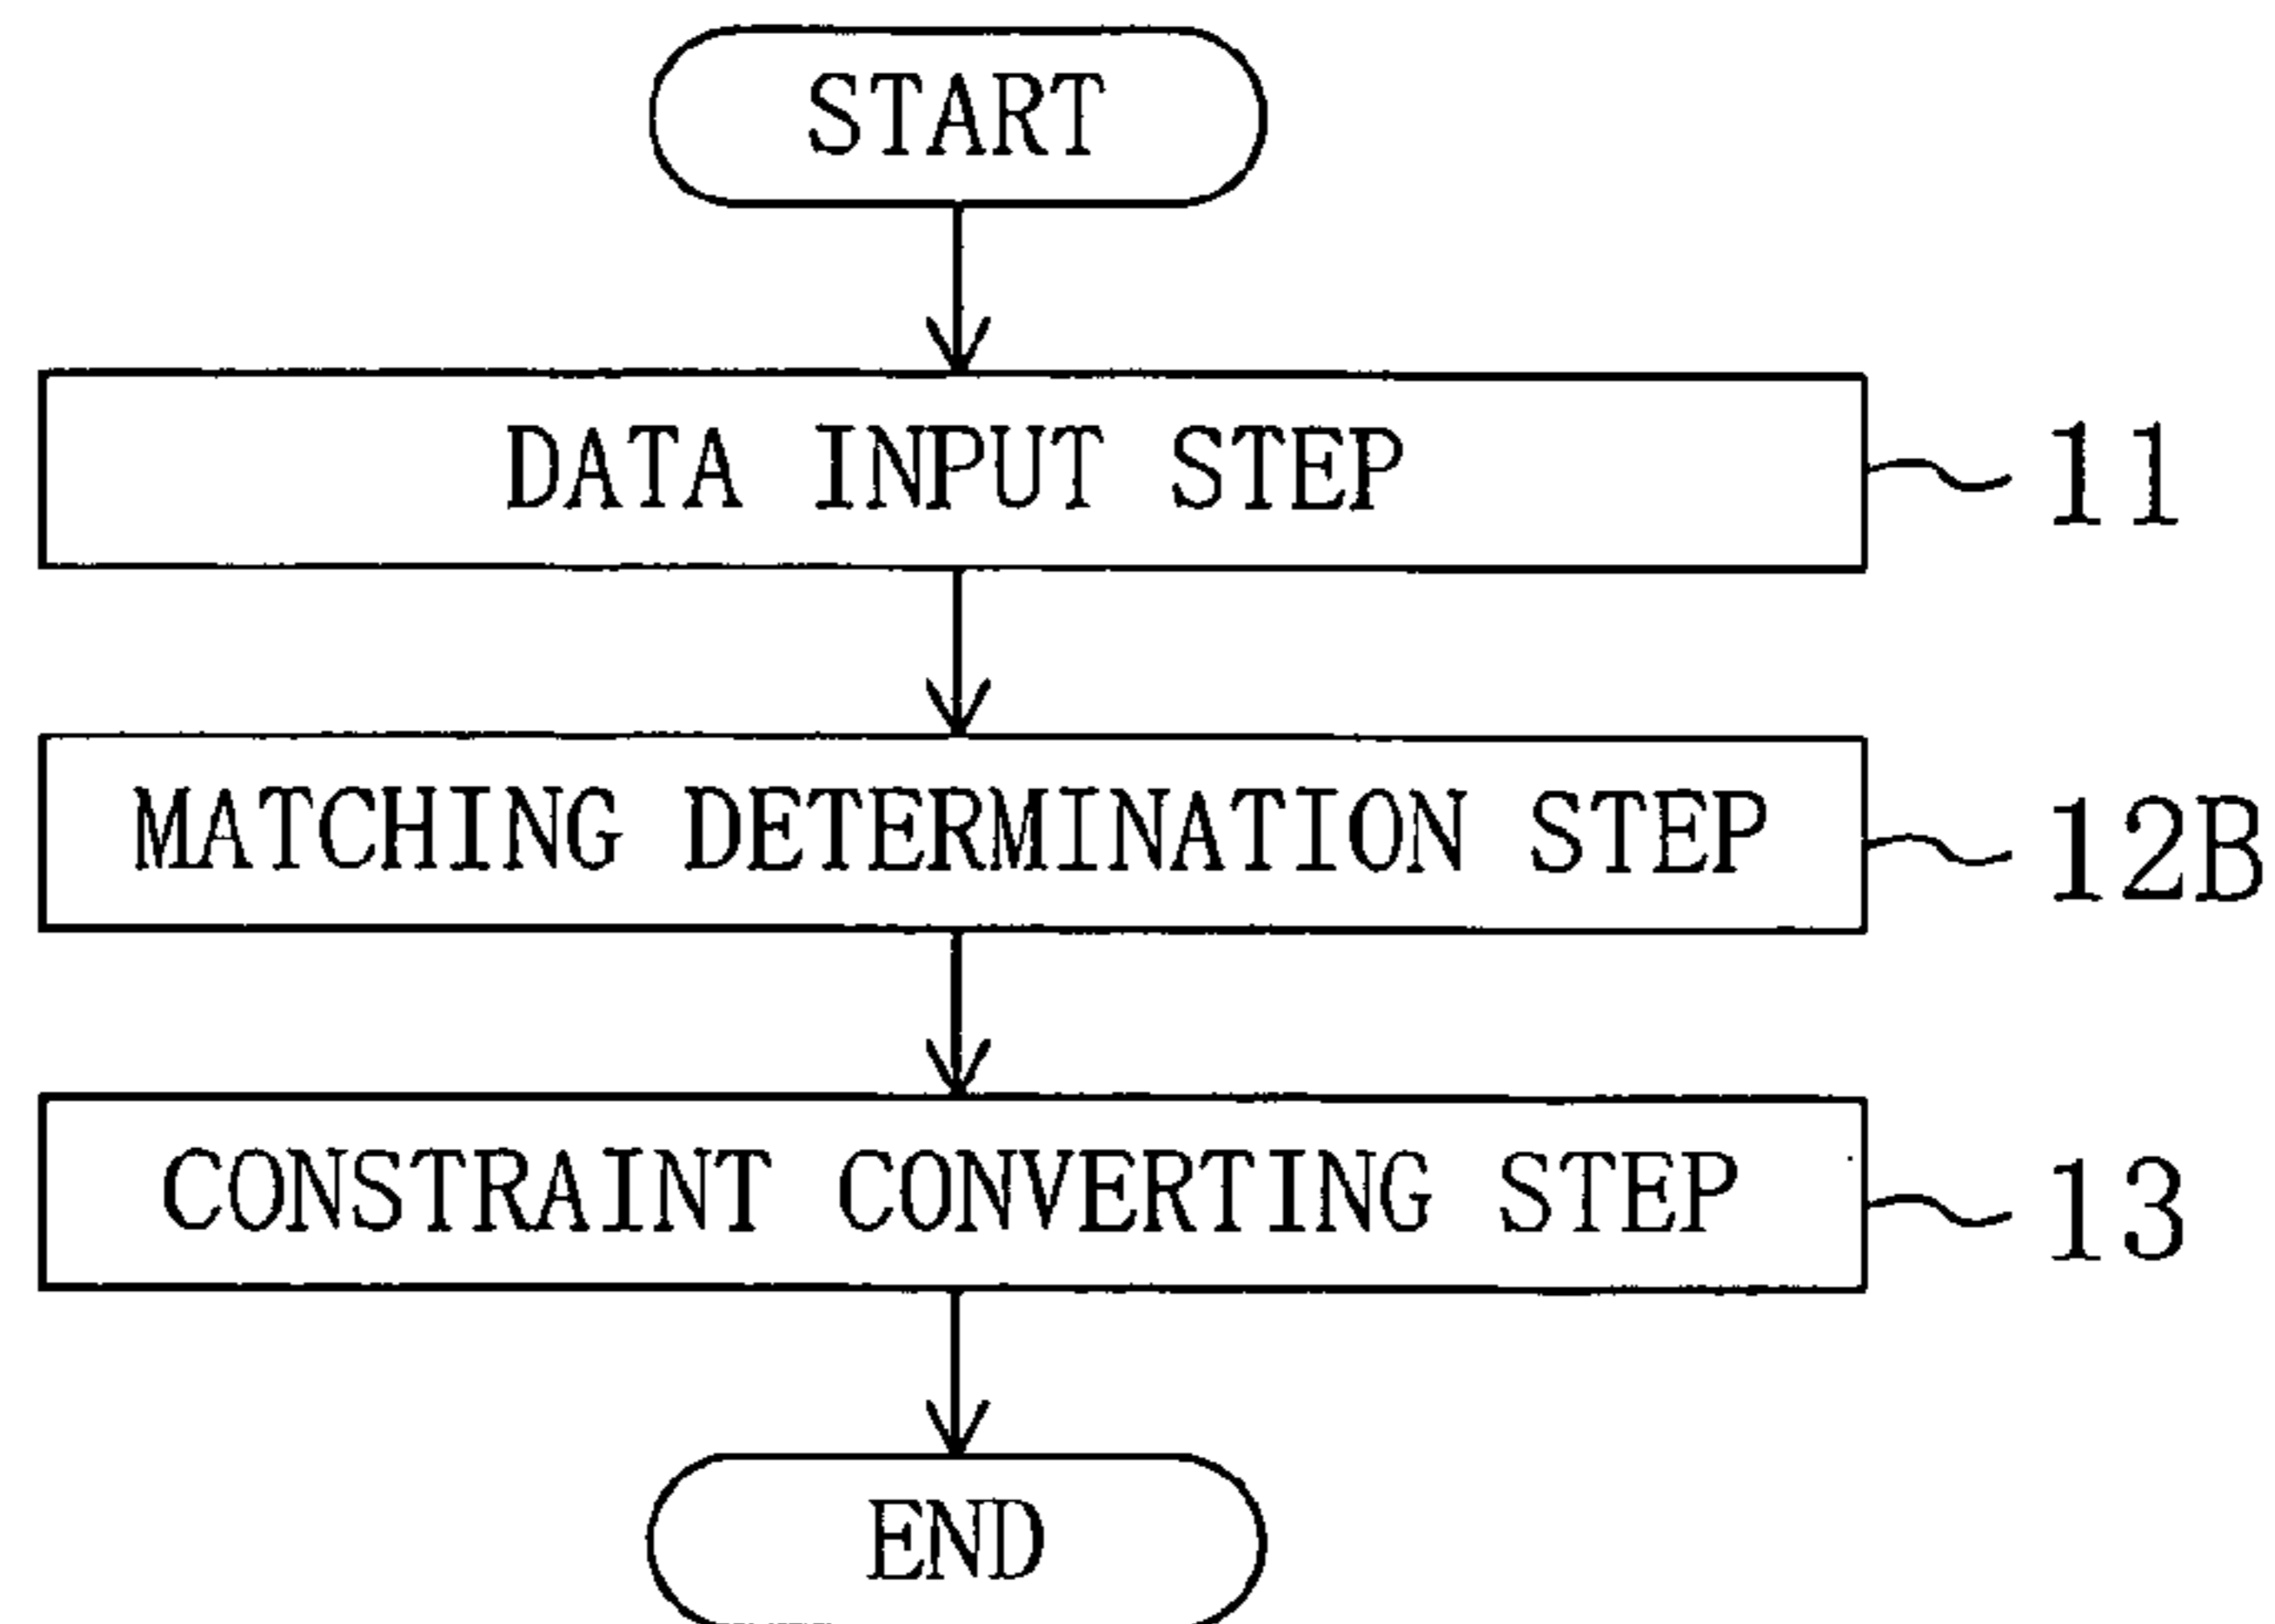 START
DATA INPUT STEP
11
MATCHING DETERMINATION STEP
12B
CONSTRAINT CONVERTING STEP
13
END